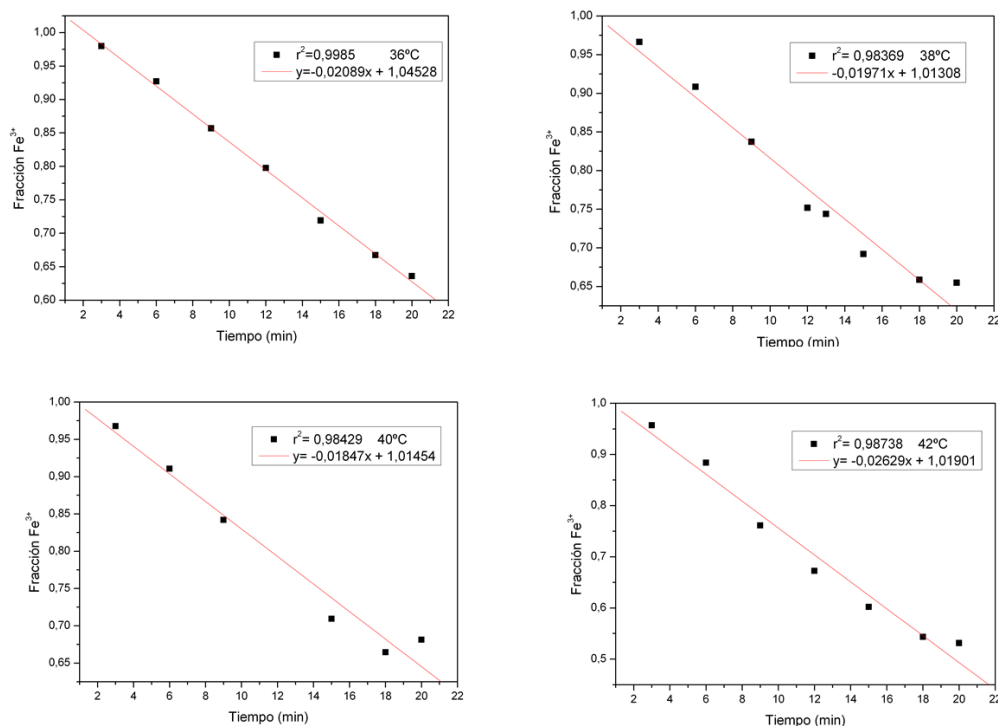 1,00
0,95
0,90
0,85
0,80
0,75
0,70
0,65
0,60
Fracción Fe³⁺
r²=0,9985 36ºC
y=-0,02089x + 1,04528
2 4 6 8 10 12 14 16 18 20 22
Tiempo (min)
1,00
0,95
0,90
0,85
0,80
0,75
0,70
0,65
Fracción Fe³⁺
r²= 0,98369 38ºC
-0,01971x + 1,01308
2 4 6 8 10 12 14 16 18 20 22
Tiempo (min)
1,00
0,95
0,90
0,85
0,80
0,75
0,70
0,65
Fracción Fe³⁺
r²= 0,98429 40ºC
y= -0,01847x + 1,01454
2 4 6 8 10 12 14 16 18 20 22
Tiempo (min)
1,0
0,9
0,8
0,7
0,6
0,5
Fracción Fe³⁺
r²= 0,98738 42ºC
y= -0,02629x + 1,01901
2 4 6 8 10 12 14 16 18 20 22
Tiempo (min)